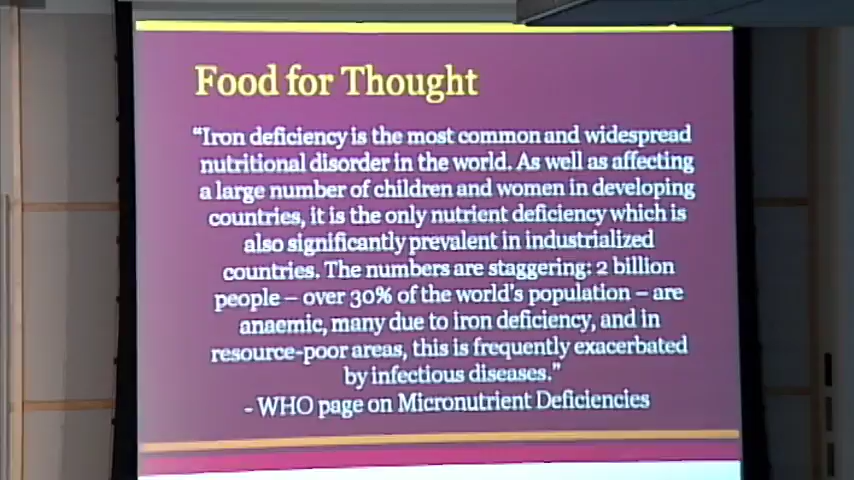 Food for Thought
“Iron deficiency is the most common and widespread
nutritional disorder in the world. As well as affecting
a large number of children and women in developing
countries, it is the only nutrient deficiency which is
also significantly prevalent in industrialized
countries. The numbers are staggering: 2 billion
people – over 30% of the world's population – are
anaemic, many due to iron deficiency, and in
resource-poor areas, this is frequently exacerbated
by infectious diseases.”
- WHO page on Micronutrient Deficiencies